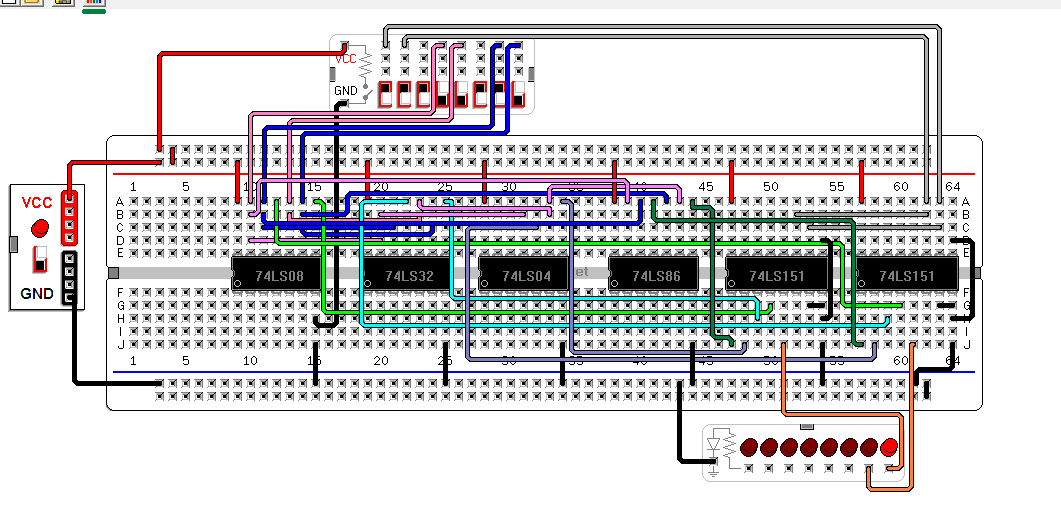 VCC
GND
1 5 10 15 20 25 30 35 40 45 50 55 60 64
A A
B B
C C
D D
E E
VCC
GND
74LS08 74LS32 74LS04 74LS86 74LS151 74LS151
et
F F
G G
H H
I I
J J
1 5 10 15 20 25 30 35 40 45 50 55 60 64